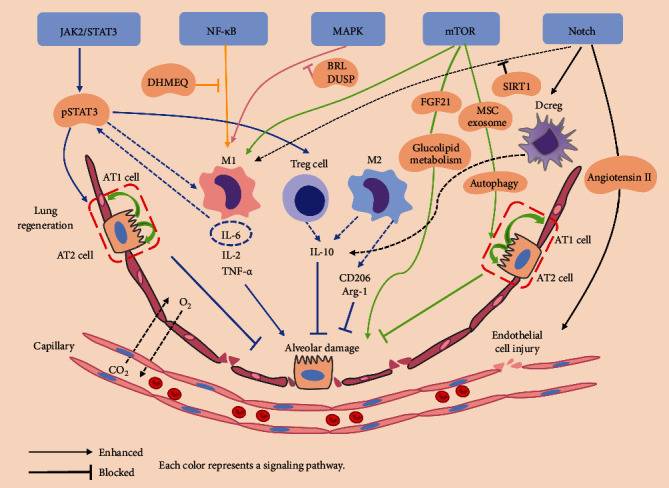 JAK2/STAT3
NF-κB
MAPK
mTOR
Notch
DHMEQ
BRL
DUSP
SIRT1
pSTAT3
FGF21
MSC
exosome
Dcreg
M1
Treg cell
M2
Glucolipid
metabolism
AT1 cell
Autophagy
Angiotensin II
Lung
regeneration
IL-6
IL-10
AT1 cell
AT2 cell
IL-2
TNF-α
CD206
Arg-1
AT2 cell
O2
Capillary
CO2
Alveolar damage
Endothelial
cell injury
Enhanced
Blocked
Each color represents a signaling pathway.